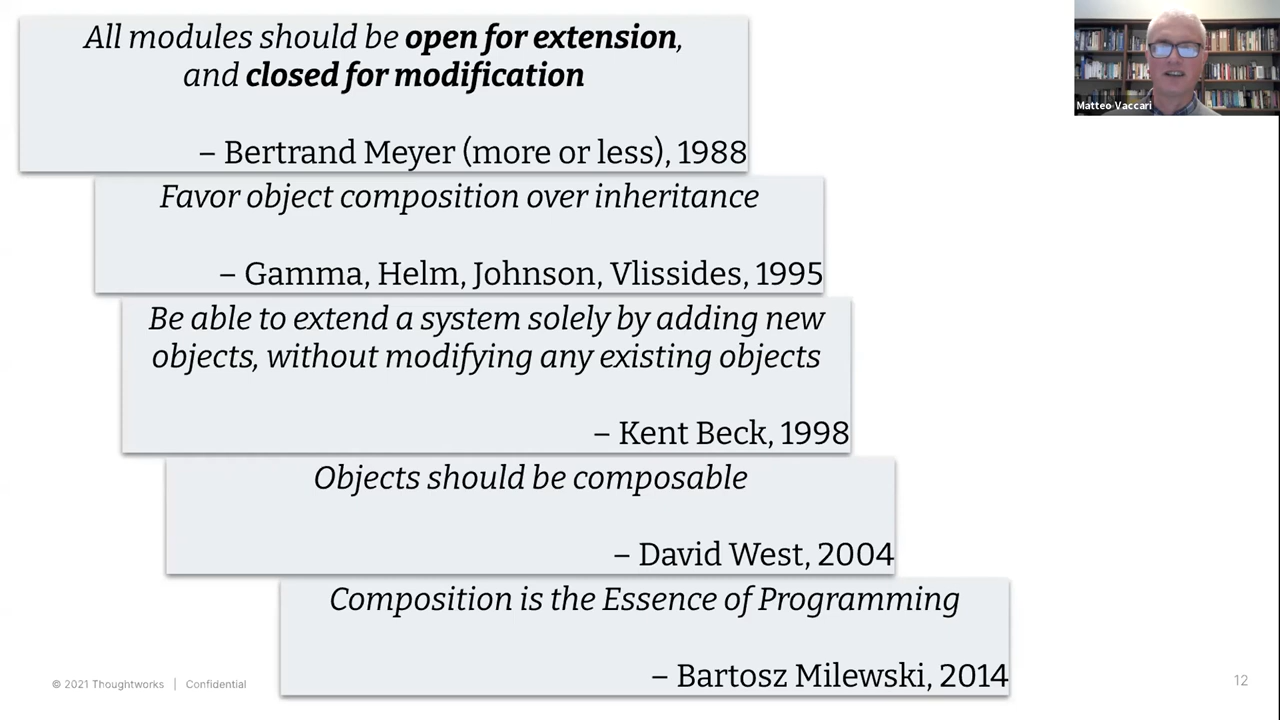 All modules should be open for extension,
and closed for modification
– Bertrand Meyer (more or less), 1988
Favor object composition over inheritance
– Gamma, Helm, Johnson, Vlissides, 1995
Be able to extend a system solely by adding new
objects, without modifying any existing objects
– Kent Beck, 1998
Objects should be composable
– David West, 2004
Composition is the Essence of Programming
– Bartosz Milewski, 2014
© 2021 Thoughtworks | Confidential
12
Matteo Vaccari